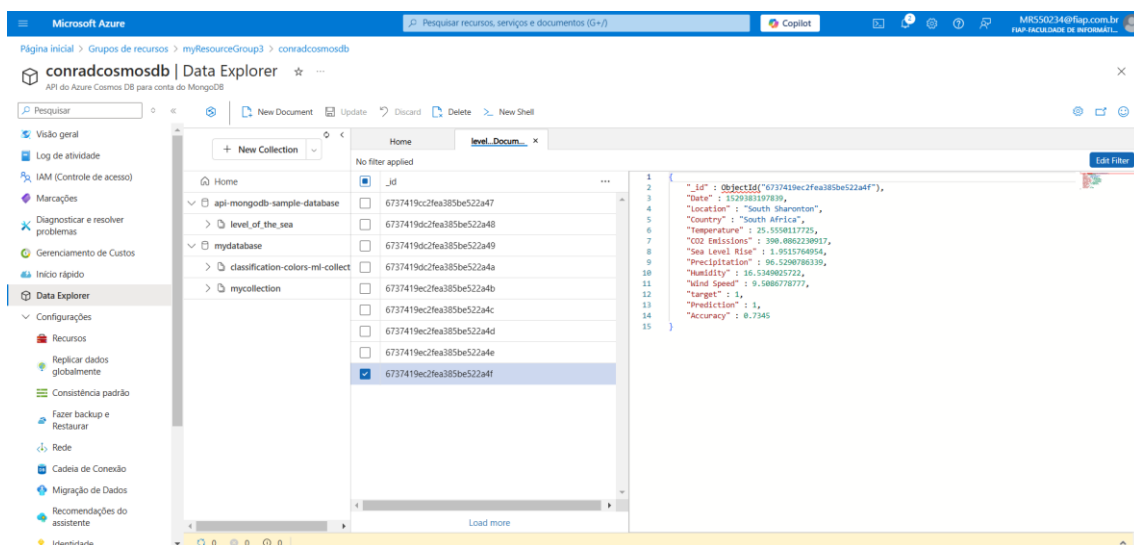 Microsoft Azure
Pesquisar recursos, serviços e documentos (G+/)
Copilot
MR550234@fiap.com.br
FIAP-FACULDADE DE INFORMÁTI...
Página inicial > Grupos de recursos > myResourceGroup3 > conradcosmosdb
conradcosmosdb | Data Explorer
API do Azure Cosmos DB para conta do MongoDB
Pesquisar
New Document
Update
Discard
Delete
New Shell
Visão geral
Log de atividade
IAM (Controle de acesso)
Marcações
Diagnosticar e resolver
problemas
Gerenciamento de Custos
Início rápido
Data Explorer
Configurações
Recursos
Replicar dados
globalmente
Consistência padrão
Fazer backup e
Restaurar
Rede
Cadeia de Conexão
Migração de Dados
Recomendações do
assistente
Identidade
+ New Collection
Home
api-mongodb-sample-database
level_of_the_sea
mydatabase
classification-colors-ml-collect
mycollection
Home
level...Docum...
No filter applied
Edit Filter
_id
6737419cc2fea385be522a47
6737419dc2fea385be522a48
6737419dc2fea385be522a49
6737419dc2fea385be522a4a
6737419ec2fea385be522a4b
6737419ec2fea385be522a4c
6737419ec2fea385be522a4d
6737419ec2fea385be522a4e
6737419ec2fea385be522a4f
Load more
1 {
2 "_id" : ObjectId("6737419ec2fea385be522a4f"),
3 "Date" : 1529383197839,
4 "Location" : "South Sharonton",
5 "Country" : "South Africa",
6 "Temperature" : 25.5550117725,
7 "CO2 Emissions" : 390.0862230917,
8 "Sea Level Rise" : 1.9515764954,
9 "Precipitation" : 96.5290786339,
10 "Humidity" : 16.5349025722,
11 "Wind Speed" : 9.5086778777,
12 "target" : 1,
13 "Prediction" : 1,
14 "Accuracy" : 0.7345
15 }
0 0 0